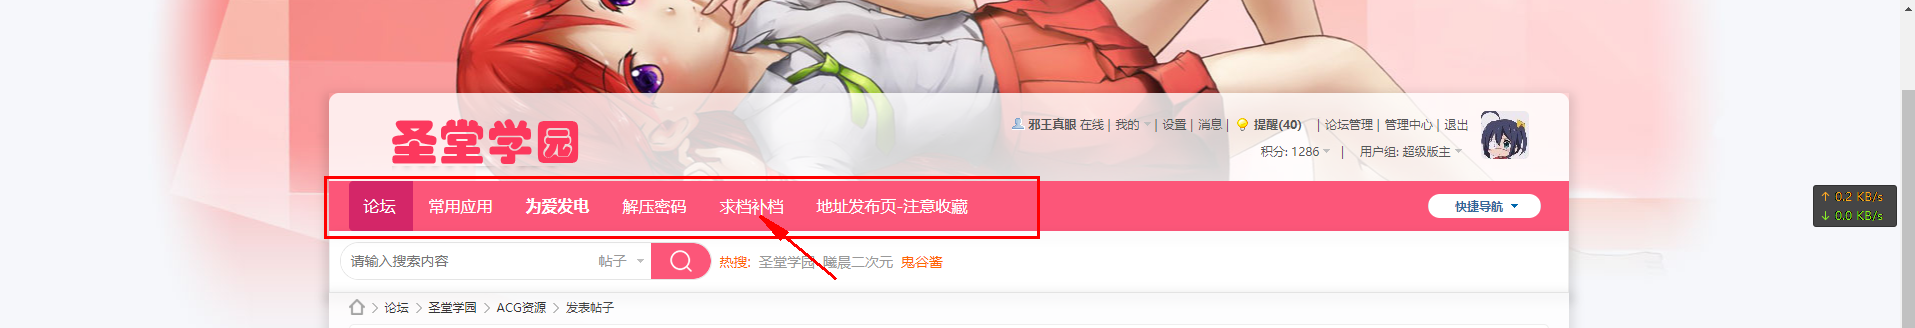 圣堂学园
邪王真眼 在线 | 我的 | 设置 | 消息 | 提醒(40) | 论坛管理 | 管理中心 | 退出
积分: 1286 | 用户组: 超级版主
论坛 常用应用 为爱发电 解压密码 求档补档 地址发布页-注意收藏 快捷导航
↑ 0.2 KB/s
↓ 0.0 KB/s
请输入搜索内容 帖子 热搜: 圣堂学园 曦晨二次元 鬼谷酱
论坛 > 圣堂学园 > ACG资源 > 发表帖子